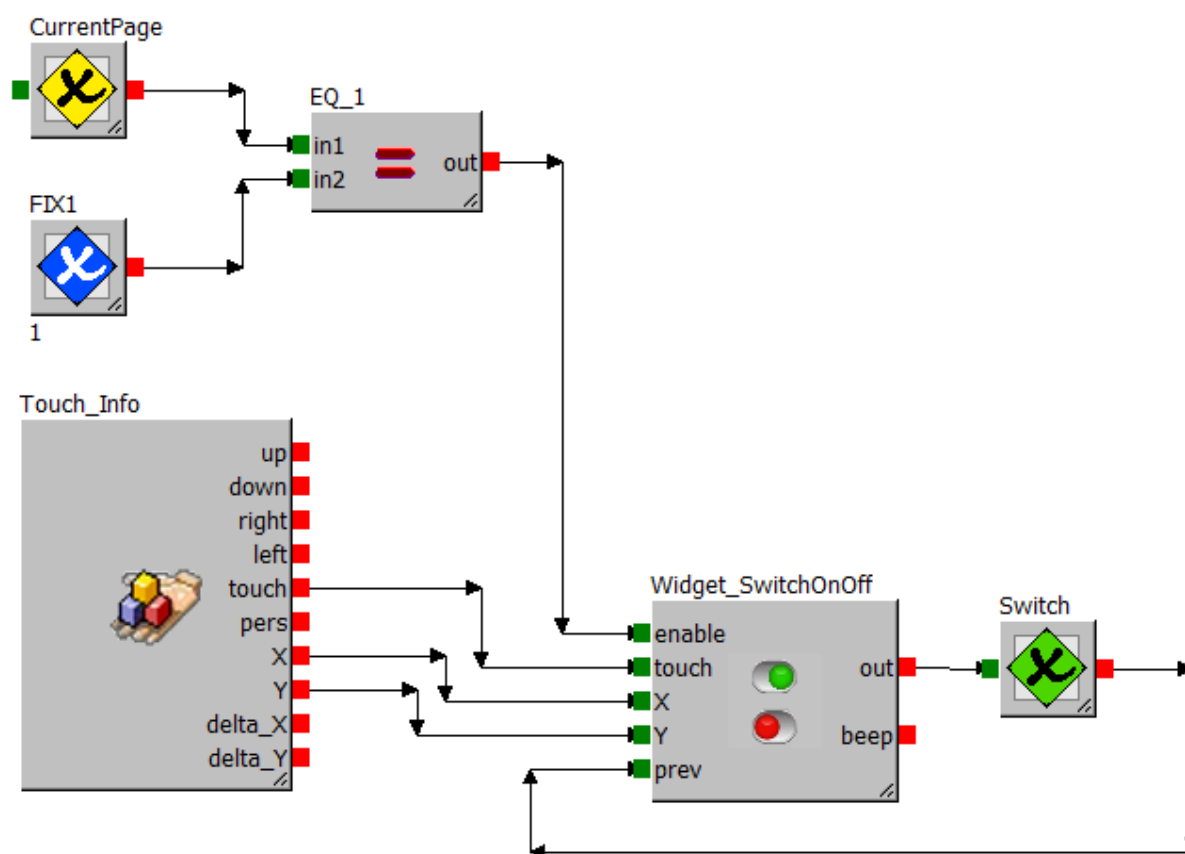 CurrentPage
EQ_1
in1
in2
out
FIX1
1
Touch_Info
up
down
right
left
touch
pers
X
Y
delta_X
delta_Y
Widget_SwitchOnOff
enable
touch
X
Y
prev
out
beep
Switch